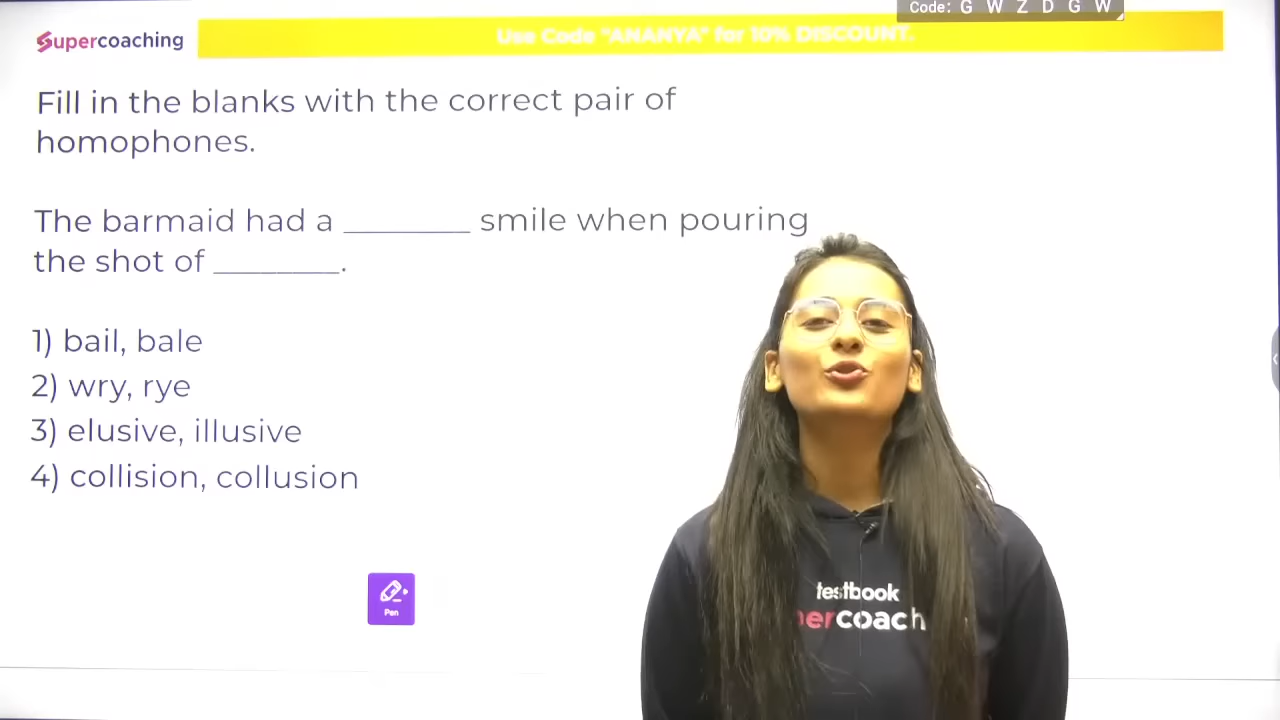 Code: G W Z D G W
Supercoaching
Use Code "ANANYA" for 10% DISCOUNT.
Fill in the blanks with the correct pair of
homophones.
The barmaid had a ________ smile when pouring
the shot of ________.
1) bail, bale
2) wry, rye
3) elusive, illusive
4) collision, collusion
Pen
testbook
ercoach